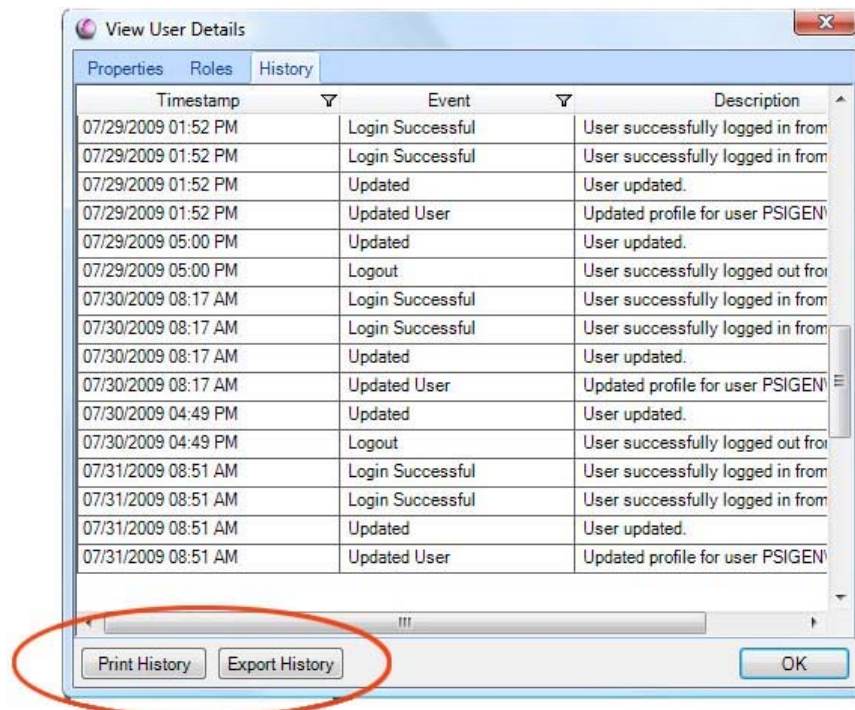 View User Details
Properties Roles History
Timestamp Event Description
07/29/2009 01:52 PM Login Successful User successfully logged in from
07/29/2009 01:52 PM Login Successful User successfully logged in from
07/29/2009 01:52 PM Updated User updated.
07/29/2009 01:52 PM Updated User Updated profile for user PSIGEN\
07/29/2009 05:00 PM Updated User updated.
07/29/2009 05:00 PM Logout User successfully logged out from
07/30/2009 08:17 AM Login Successful User successfully logged in from
07/30/2009 08:17 AM Login Successful User successfully logged in from
07/30/2009 08:17 AM Updated User updated.
07/30/2009 08:17 AM Updated User Updated profile for user PSIGEN\
07/30/2009 04:49 PM Updated User updated.
07/30/2009 04:49 PM Logout User successfully logged out from
07/31/2009 08:51 AM Login Successful User successfully logged in from
07/31/2009 08:51 AM Login Successful User successfully logged in from
07/31/2009 08:51 AM Updated User updated.
07/31/2009 08:51 AM Updated User Updated profile for user PSIGEN\
Print History Export History OK